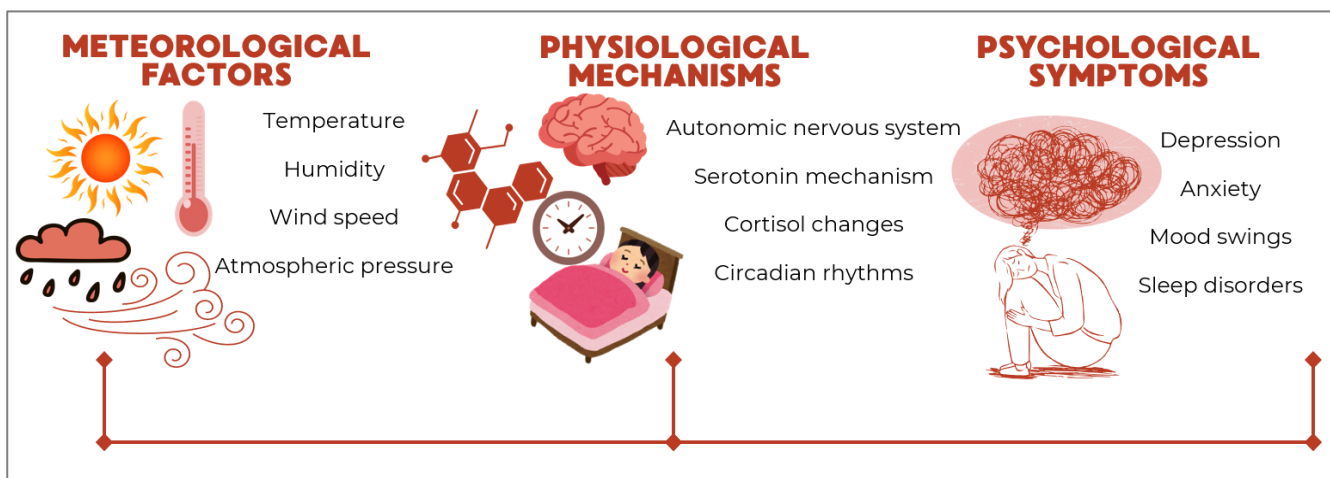 METEOROLOGICAL
FACTORS
Temperature
Humidity
Wind speed
Atmospheric pressure
PHYSIOLOGICAL
MECHANISMS
Autonomic nervous system
Serotonin mechanism
Cortisol changes
Circadian rhythms
PSYCHOLOGICAL
SYMPTOMS
Depression
Anxiety
Mood swings
Sleep disorders